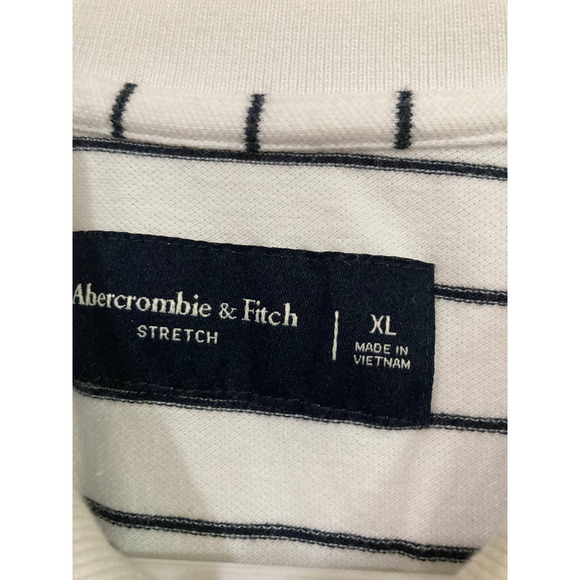 Abercrombie & Fitch
STRETCH
XL
MADE IN
VIETNAM